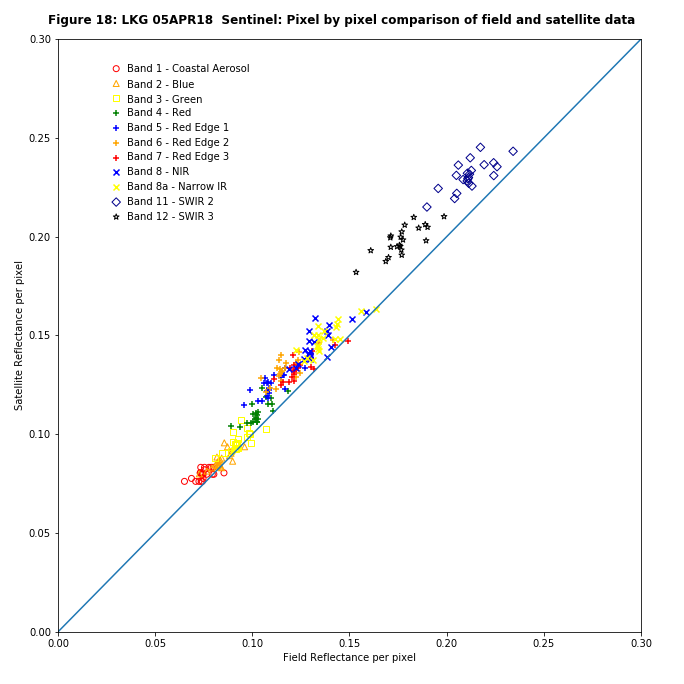 Figure 18: LKG 05APR18  Sentinel: Pixel by pixel comparison of field and satellite data
0.30
Band 1 - Coastal Aerosol
Band 2 - Blue
Band 3 - Green
Band 4 - Red
Band 5 - Red Edge 1
Band 6 - Red Edge 2
Band 7 - Red Edge 3
Band 8 - NIR
Band 8a - Narrow IR
Band 11 - SWIR 2
Band 12 - SWIR 3
0.25
0.20
0.15
0.10
0.05
0.00
Satellite Reflectance per pixel
0.00 0.05 0.10 0.15 0.20 0.25 0.30
Field Reflectance per pixel